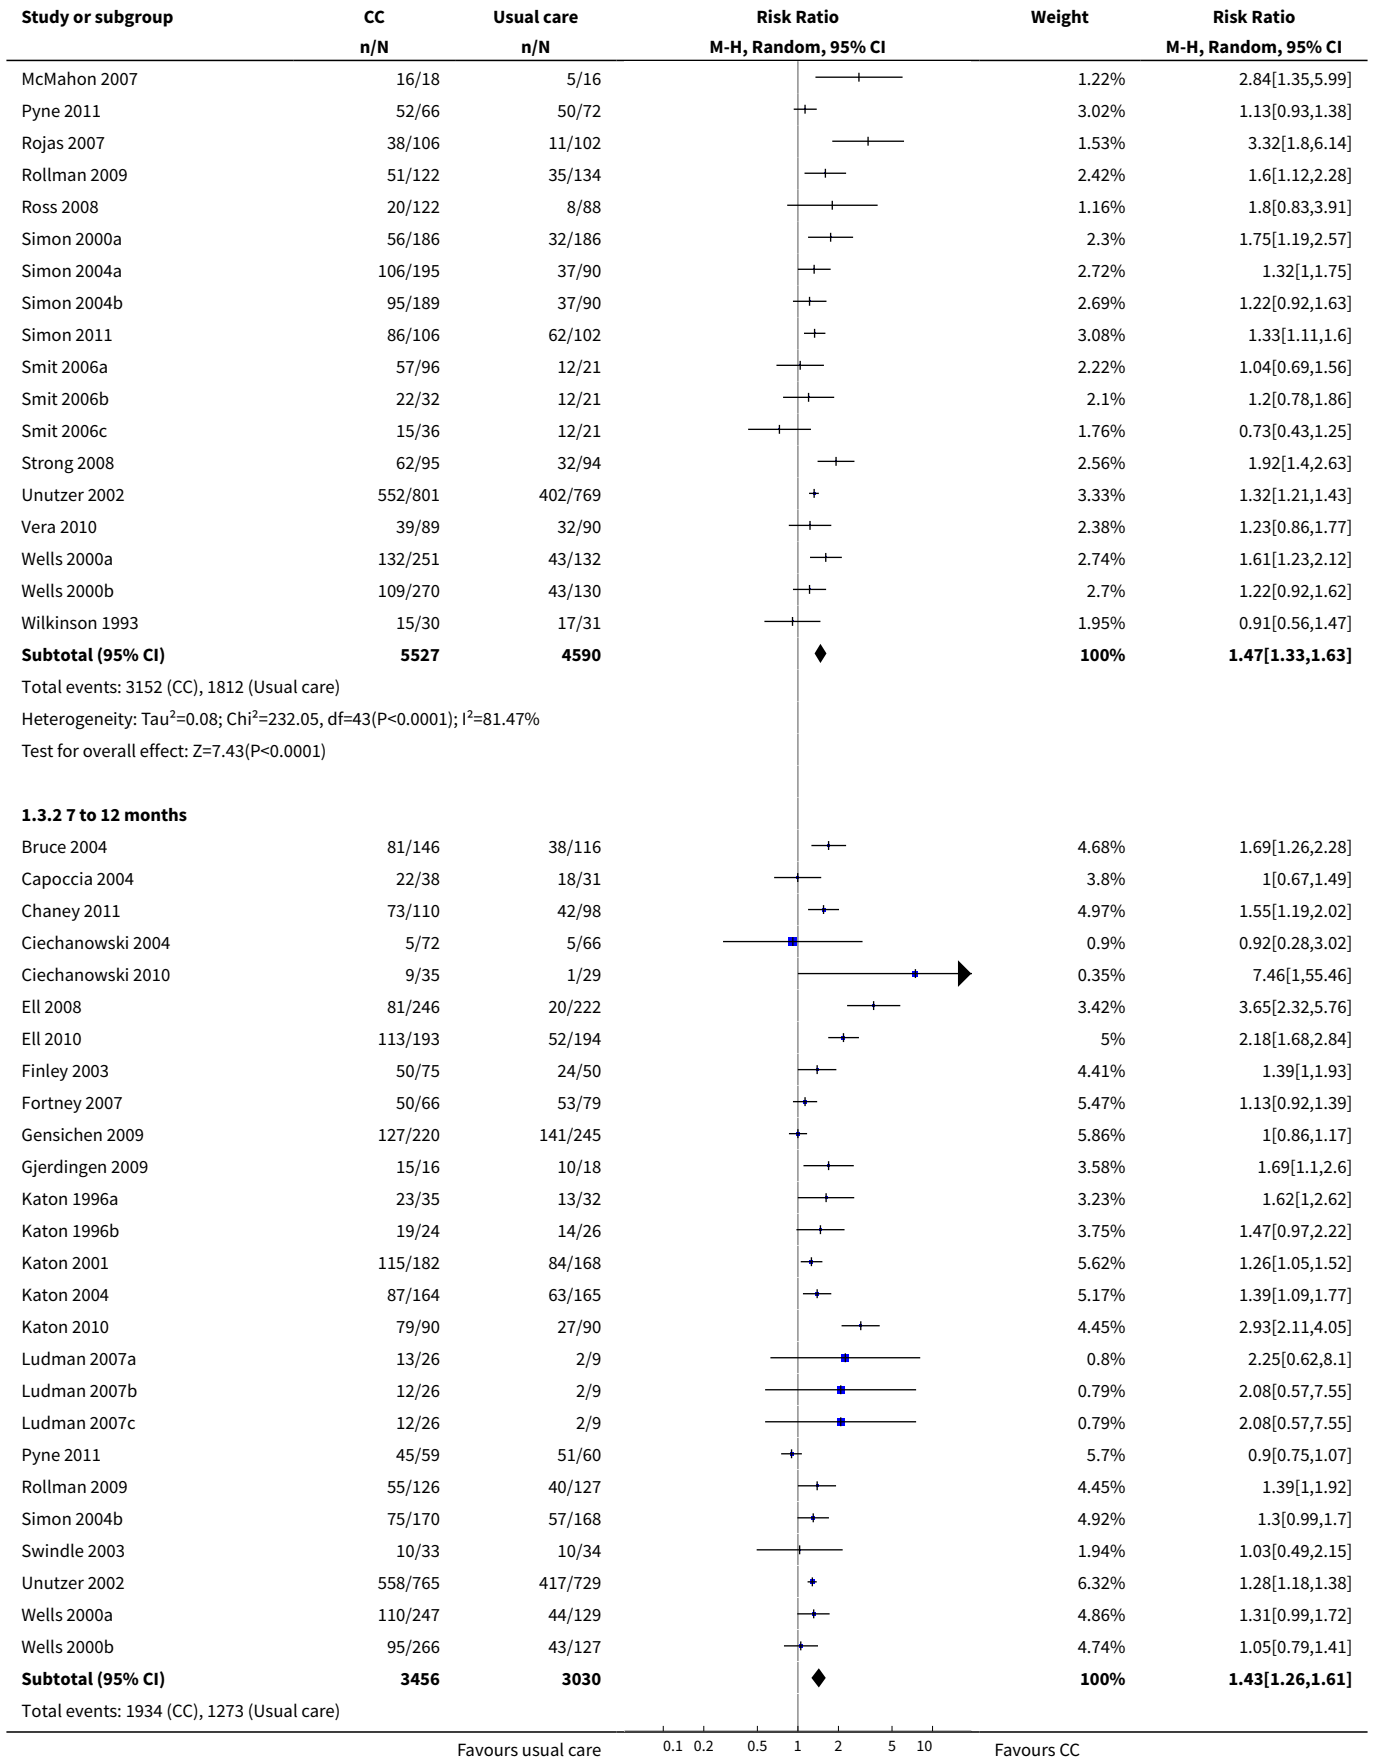 Study or subgroup CC Usual care Risk Ratio Weight Risk Ratio
n/N n/N M-H, Random, 95% CI M-H, Random, 95% CI
McMahon 2007 16/18 5/16 1.22% 2.84[1.35,5.99]
Pyne 2011 52/66 50/72 3.02% 1.13[0.93,1.38]
Rojas 2007 38/106 11/102 1.53% 3.32[1.8,6.14]
Rollman 2009 51/122 35/134 2.42% 1.6[1.12,2.28]
Ross 2008 20/122 8/88 1.16% 1.8[0.83,3.91]
Simon 2000a 56/186 32/186 2.3% 1.75[1.19,2.57]
Simon 2004a 106/195 37/90 2.72% 1.32[1,1.75]
Simon 2004b 95/189 37/90 2.69% 1.22[0.92,1.63]
Simon 2011 86/106 62/102 3.08% 1.33[1.11,1.6]
Smit 2006a 57/96 12/21 2.22% 1.04[0.69,1.56]
Smit 2006b 22/32 12/21 2.1% 1.2[0.78,1.86]
Smit 2006c 15/36 12/21 1.76% 0.73[0.43,1.25]
Strong 2008 62/95 32/94 2.56% 1.92[1.4,2.63]
Unutzer 2002 552/801 402/769 3.33% 1.32[1.21,1.43]
Vera 2010 39/89 32/90 2.38% 1.23[0.86,1.77]
Wells 2000a 132/251 43/132 2.74% 1.61[1.23,2.12]
Wells 2000b 109/270 43/130 2.7% 1.22[0.92,1.62]
Wilkinson 1993 15/30 17/31 1.95% 0.91[0.56,1.47]
Subtotal (95% CI) 5527 4590 100% 1.47[1.33,1.63]
Total events: 3152 (CC), 1812 (Usual care)
Heterogeneity: Tau²=0.08; Chi²=232.05, df=43(P<0.0001); I²=81.47%
Test for overall effect: Z=7.43(P<0.0001)
1.3.2 7 to 12 months
Bruce 2004 81/146 38/116 4.68% 1.69[1.26,2.28]
Capoccia 2004 22/38 18/31 3.8% 1[0.67,1.49]
Chaney 2011 73/110 42/98 4.97% 1.55[1.19,2.02]
Ciechanowski 2004 5/72 5/66 0.9% 0.92[0.28,3.02]
Ciechanowski 2010 9/35 1/29 0.35% 7.46[1,55.46]
Ell 2008 81/246 20/222 3.42% 3.65[2.32,5.76]
Ell 2010 113/193 52/194 5% 2.18[1.68,2.84]
Finley 2003 50/75 24/50 4.41% 1.39[1,1.93]
Fortney 2007 50/66 53/79 5.47% 1.13[0.92,1.39]
Gensichen 2009 127/220 141/245 5.86% 1[0.86,1.17]
Gjerdingen 2009 15/16 10/18 3.58% 1.69[1.1,2.6]
Katon 1996a 23/35 13/32 3.23% 1.62[1,2.62]
Katon 1996b 19/24 14/26 3.75% 1.47[0.97,2.22]
Katon 2001 115/182 84/168 5.62% 1.26[1.05,1.52]
Katon 2004 87/164 63/165 5.17% 1.39[1.09,1.77]
Katon 2010 79/90 27/90 4.45% 2.93[2.11,4.05]
Ludman 2007a 13/26 2/9 0.8% 2.25[0.62,8.1]
Ludman 2007b 12/26 2/9 0.79% 2.08[0.57,7.55]
Ludman 2007c 12/26 2/9 0.79% 2.08[0.57,7.55]
Pyne 2011 45/59 51/60 5.7% 0.9[0.75,1.07]
Rollman 2009 55/126 40/127 4.45% 1.39[1,1.92]
Simon 2004b 75/170 57/168 4.92% 1.3[0.99,1.7]
Swindle 2003 10/33 10/34 1.94% 1.03[0.49,2.15]
Unutzer 2002 558/765 417/729 6.32% 1.28[1.18,1.38]
Wells 2000a 110/247 44/129 4.86% 1.31[0.99,1.72]
Wells 2000b 95/266 43/127 4.74% 1.05[0.79,1.41]
Subtotal (95% CI) 3456 3030 100% 1.43[1.26,1.61]
Total events: 1934 (CC), 1273 (Usual care)
Favours usual care 0.1 0.2 0.5 1 2 5 10 Favours CC